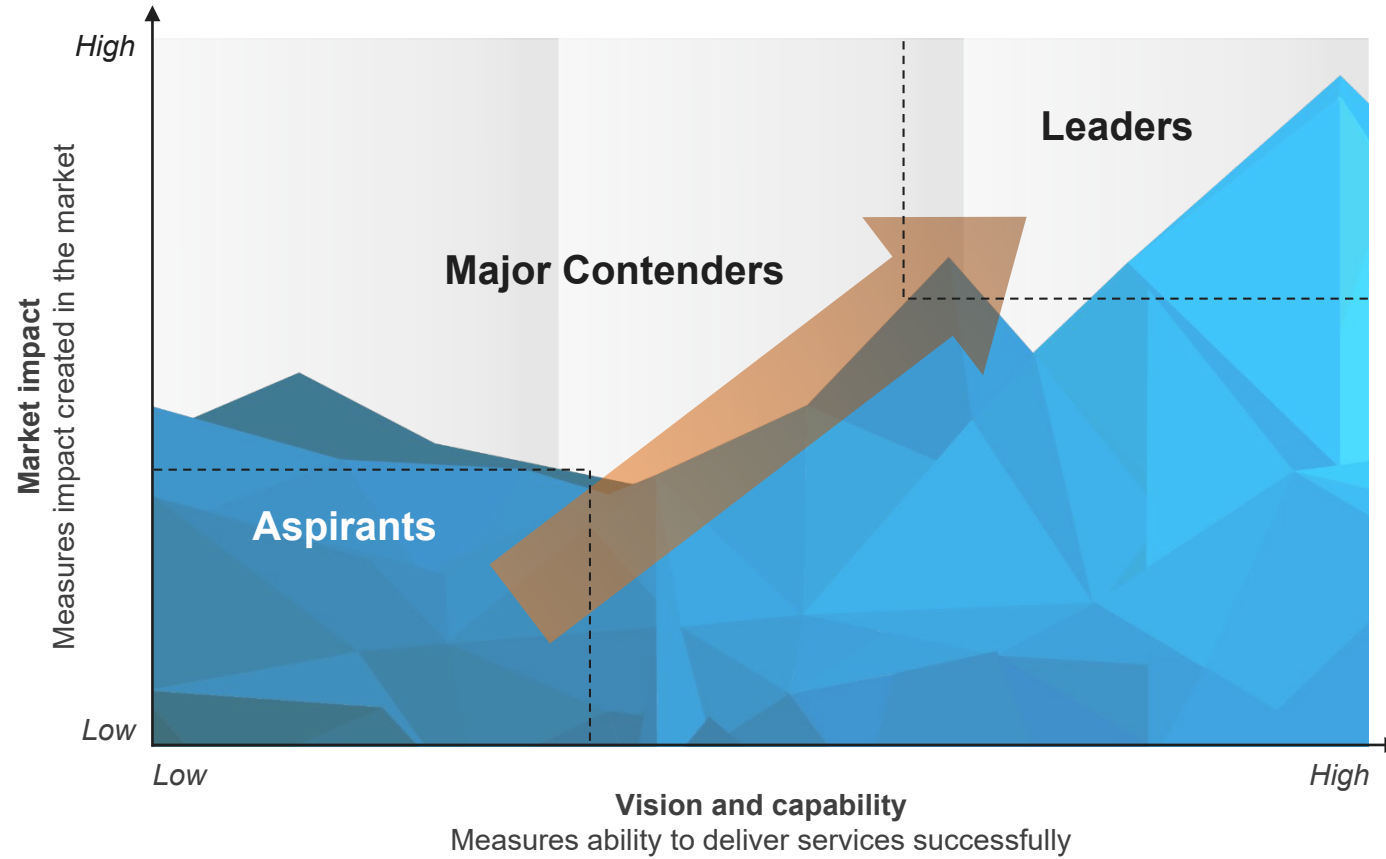 High
Leaders
Major Contenders
Market impact
Measures impact created in the market
Aspirants
Low
Low
High
Vision and capability
Measures ability to deliver services successfully